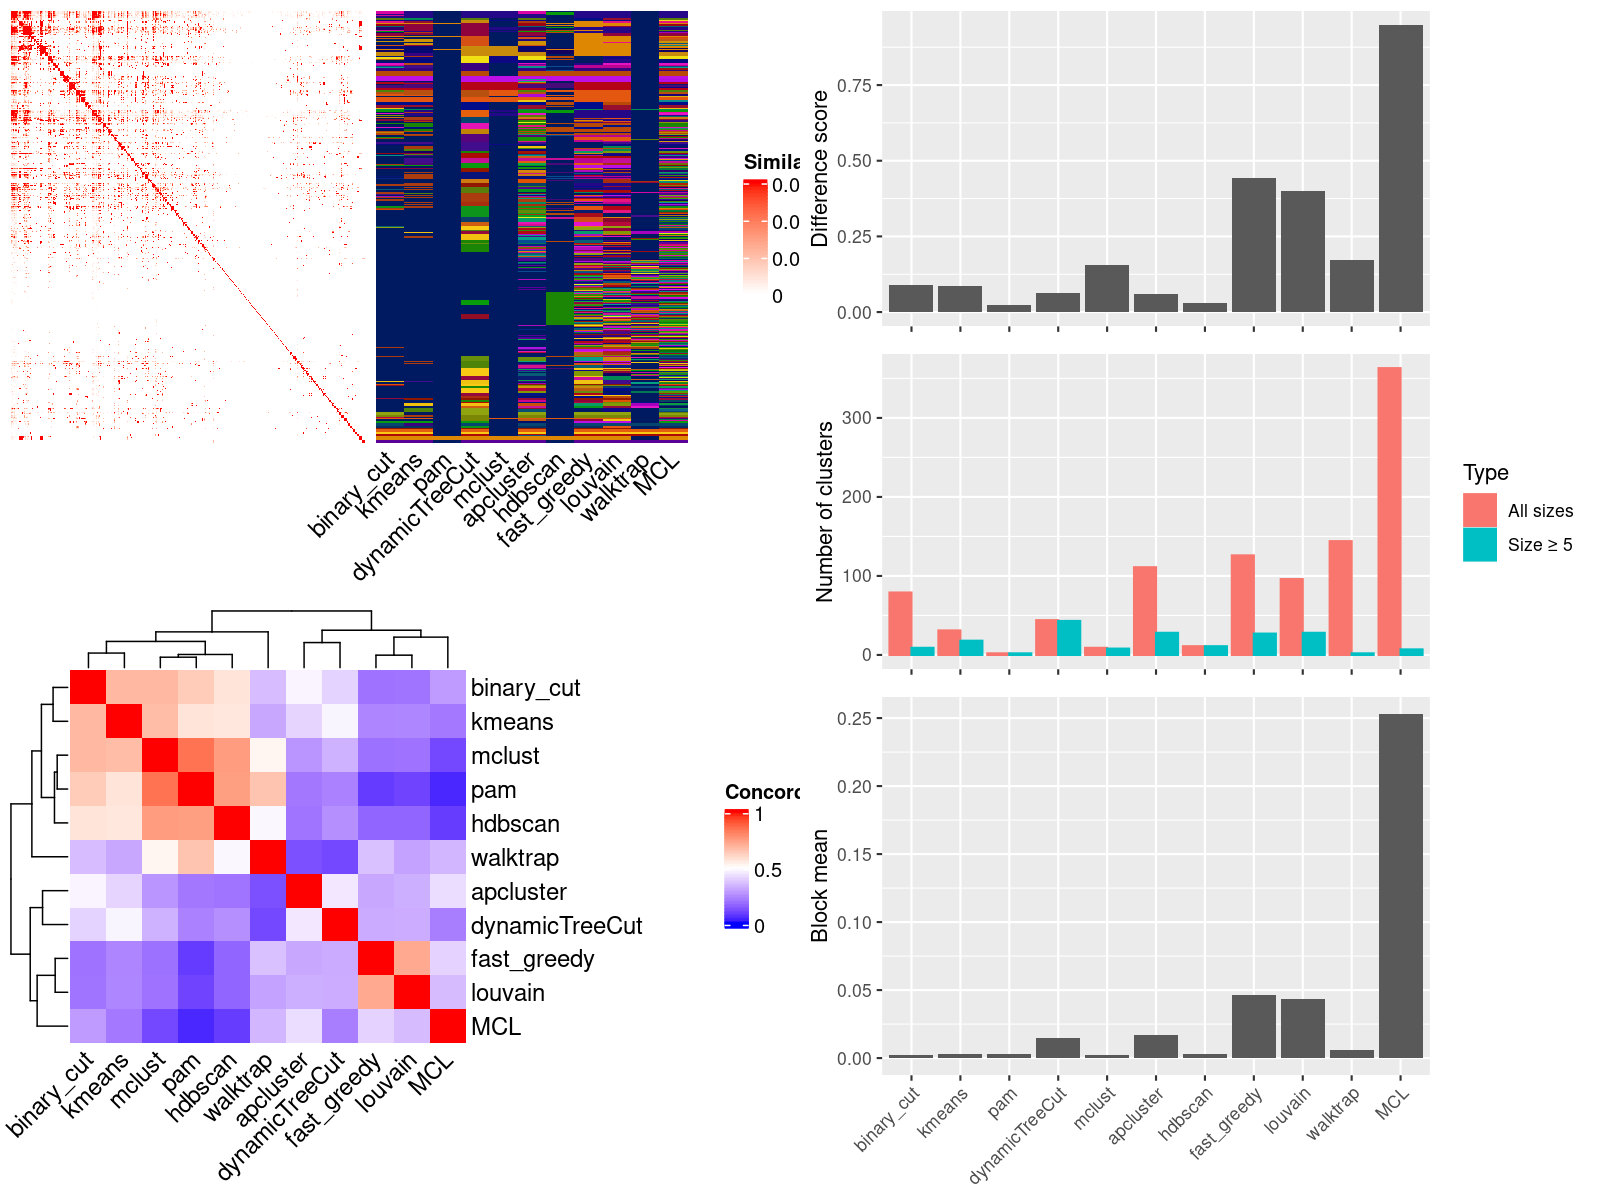 Simila
0.0
0.0
0.0
0
binary_cut
kmeans
pam
dynamicTreeCut
mclust
apcluster
hdbscan
fast_greedy
louvain
walktrap
MCL
binary_cut
kmeans
mclust
pam
hdbscan
walktrap
apcluster
dynamicTreeCut
fast_greedy
louvain
MCL
binary_cut
kmeans
mclust
pam
hdbscan
walktrap
apcluster
dynamicTreeCut
fast_greedy
louvain
MCL
Concord
1
0.5
0
Difference score
0.75
0.50
0.25
0.00
Number of clusters
300
200
100
0
Type
All sizes
Size ≥ 5
Block mean
0.25
0.20
0.15
0.10
0.05
0.00
binary_cut
kmeans
pam
dynamicTreeCut
mclust
apcluster
hdbscan
fast_greedy
louvain
walktrap
MCL